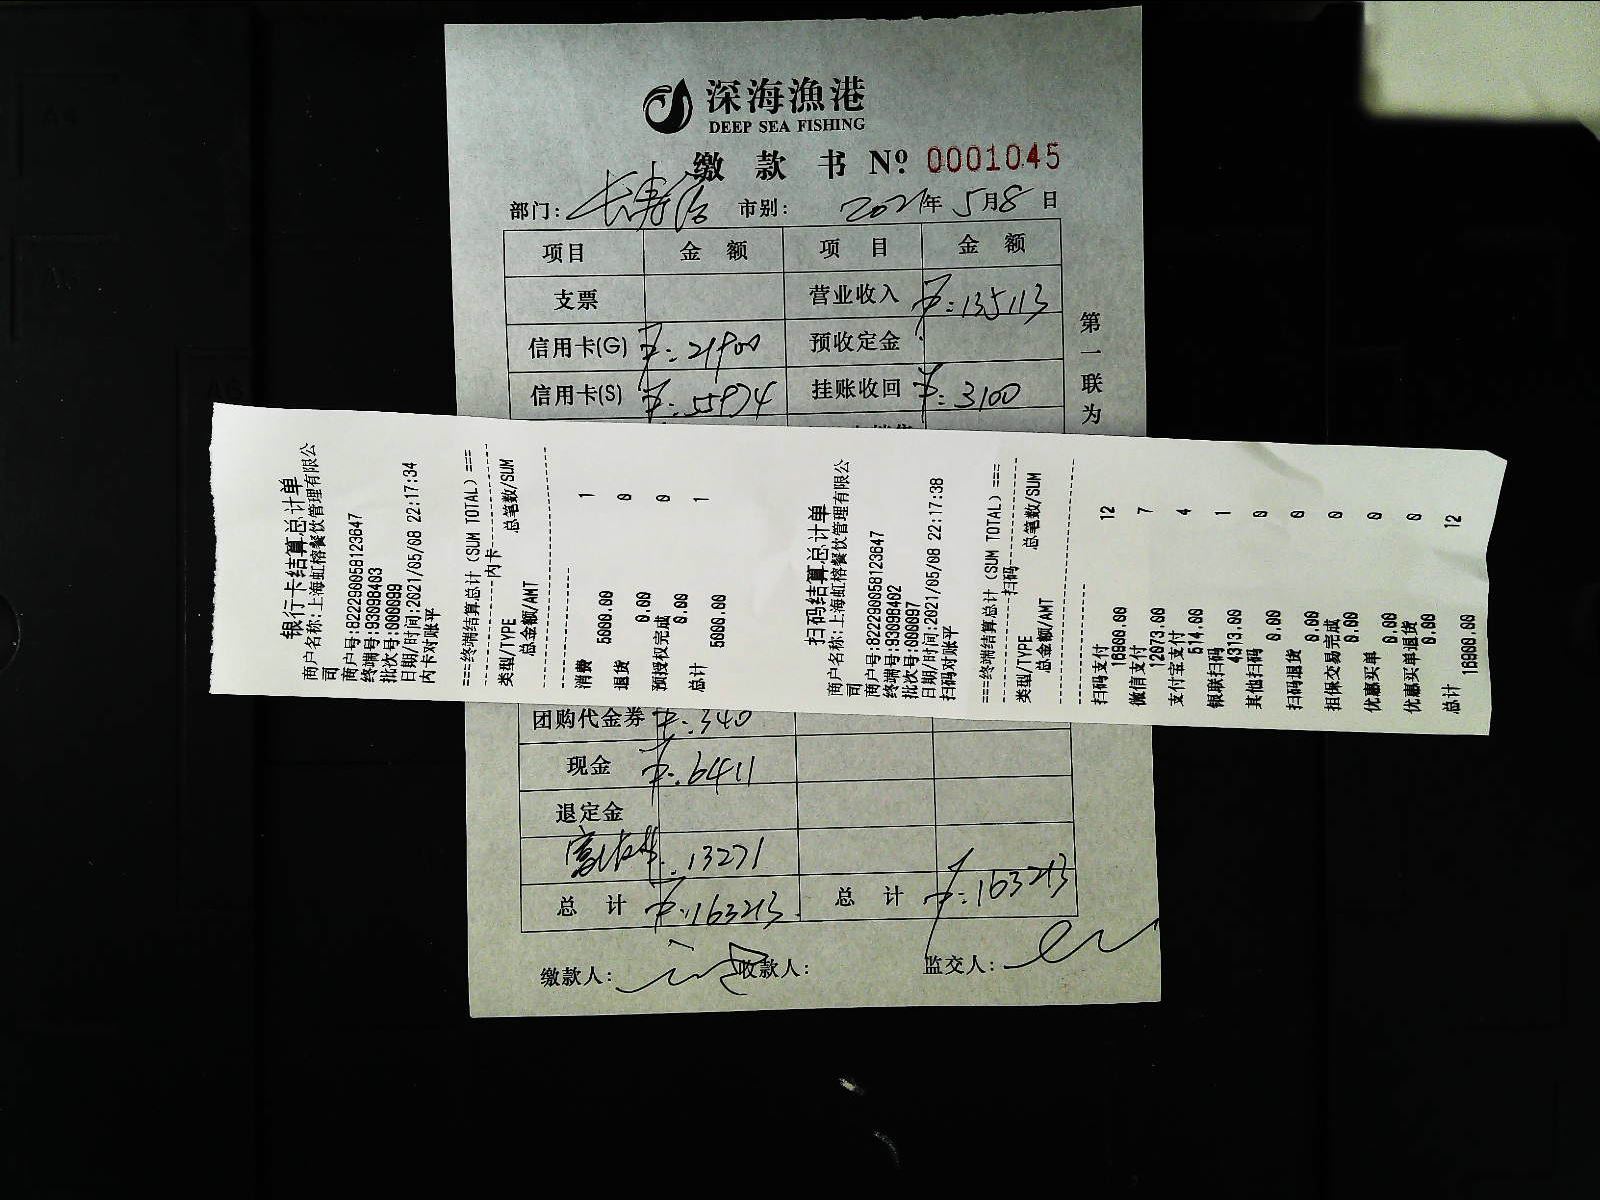 深海漁港
DEEP SEA FISHING
缴 款 书 Nº 0001045
部门: 长寿店 市别: 2021年 5月8日
项目 金 额 项 目 金 额
支票 营业收入 ¥:135113
信用卡(G) ¥:21900 预收定金
信用卡(S) ¥: 挂账收回 ¥:3100
第一联为
银行卡结算总计单
商户名称:上海虹榕餐饮管理有限公
司
商户号:822290058123647
终端号:93098403
批次号:000099
日期/时间:2021/05/08 22:17:34
内卡对账平
===终端结算总计(SUM TOTAL)===
内卡
类型/TYPE 总笔数/SUM
总金额/AMT
消费 1
5000.00
退货 0
0.00
预授权完成 0
0.00
总计 1
5000.00
扫码结算总计单
商户名称:上海虹榕餐饮管理有限公
司
商户号:822290058123647
终端号:93098402
批次号:000097
日期/时间:2021/05/08 22:17:38
扫码对账平
===终端结算总计(SUM TOTAL)===
扫码
类型/TYPE 总笔数/SUM
总金额/AMT
扫码支付 12
16900.00
微信支付 7
12073.00
支付宝支付 4
514.00
银联扫码 1
4313.00
其他扫码 0
0.00
扫码退货 0
0.00
担保交易完成 0
0.00
优惠买单 0
0.00
优惠买单退货 0
0.00
总计 12
16900.00
团购代金券 ¥:340
现金 ¥:6411
退定金
13271
总 计 ¥:163213 总 计 ¥:163213
缴款人: 收款人: 监交人: